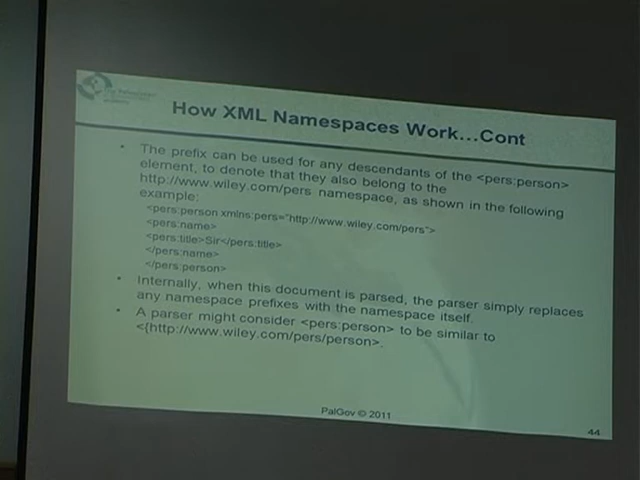 How XML Namespaces Work...Cont
• The prefix can be used for any descendants of the <pers:person>
element, to denote that they also belong to the
http://www.wiley.com/pers namespace, as shown in the following
example:
<pers:person xmlns:pers="http://www.wiley.com/pers">
<pers:name>
<pers:title>Sir</pers:title>
</pers:name>
</pers:person>
• Internally, when this document is parsed, the parser simply replaces
any namespace prefixes with the namespace itself.
• A parser might consider <pers:person> to be similar to
<{http://www.wiley.com/pers/person>.
PalGov © 2011
44